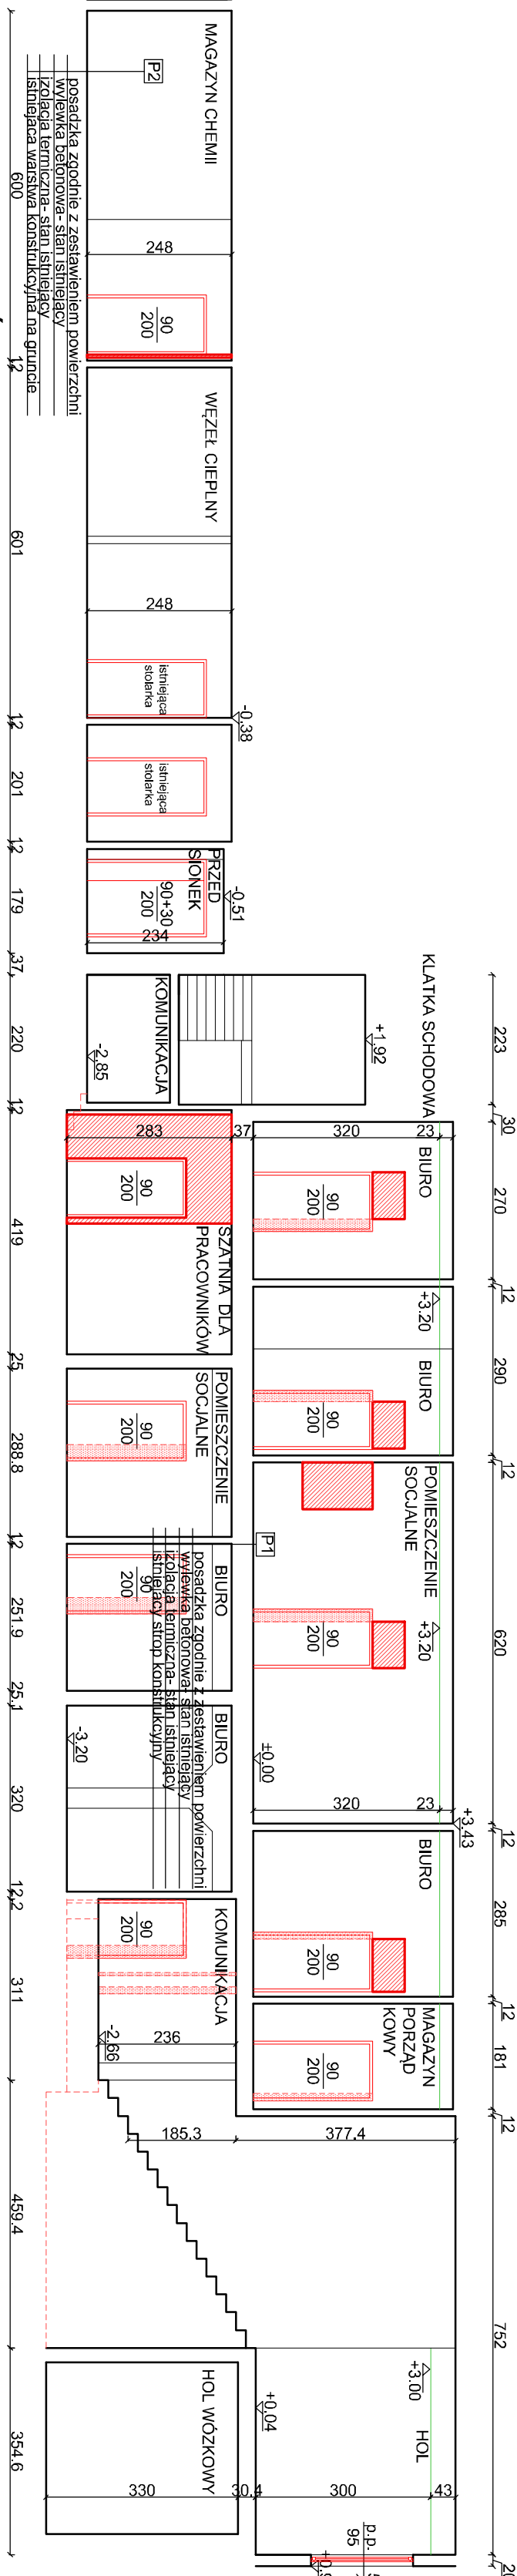 MAGAZYN CHEMII
P2
posadzka zgodnie z zestawieniem powierzchni
wylewka betonowa- stan istniejący
izolacja termiczna- stan istniejący
istniejąca warstwa konstrukcyjna na gruncie
248
90
200
600
12
WĘZEŁ CIEPLNY
248
istniejąca
stolarka
601
-0.38
12
istniejąca
stolarka
201
12
PRZED
SIONEK
90+30
200
-0.51
234
179
37
KLATKA SCHODOWA
+1.92
223
KOMUNIKACJA
-2.85
220
12
30
283
37
320
23
BIURO
90
200
270
90
200
SZATNIA DLA
PRACOWNIKÓW
419
12
+3.20
BIURO
90
200
290
25
POMIESZCZENIE
SOCJALNE
90
200
288.8
12
POMIESZCZENIE
SOCJALNE
+3.20
90
200
620
12
P1
posadzka zgodnie z zestawieniem powierzchni
wylewka betonowa- stan istniejący
izolacja termiczna- stan istniejący
istniejący strop konstrukcyjny
BIURO
90
200
251.9
25.1
BIURO
-3.20
320
±0.00
320
23
+3.43
12
BIURO
90
200
285
12.2
KOMUNIKACJA
90
200
236
-2.66
311
12
MAGAZYN
PORZĄD
KOWY
90
200
181
12
185.3
377.4
459.4
752
+3.00
HOL
+0.04
HOL WÓZKOWY
330
30.4
300
43
354.6
p.p.
95